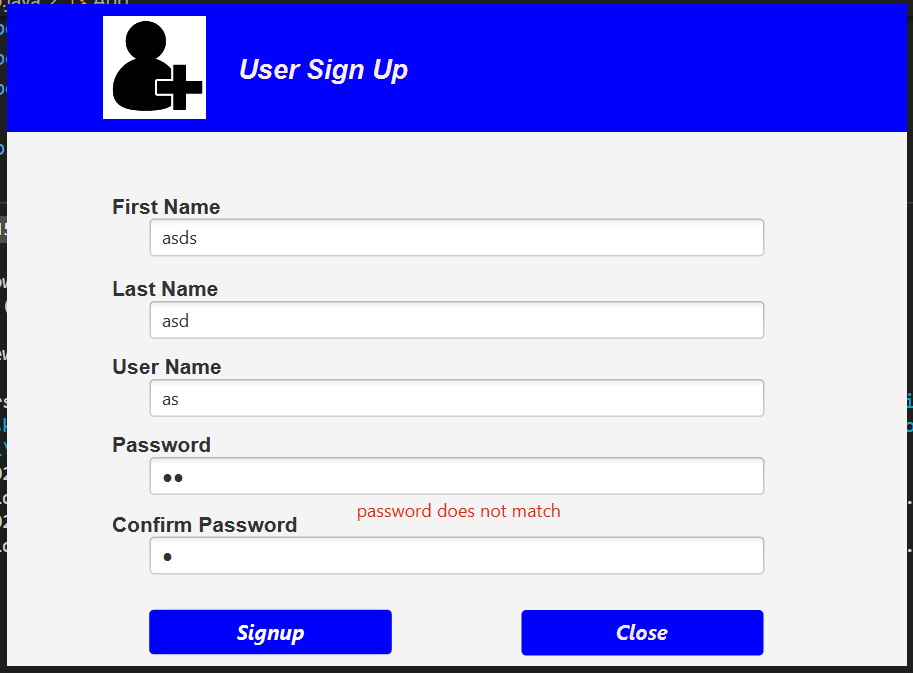 User Sign Up
First Name
asds
Last Name
asd
User Name
as
Password
••
password does not match
Confirm Password
•
Signup
Close